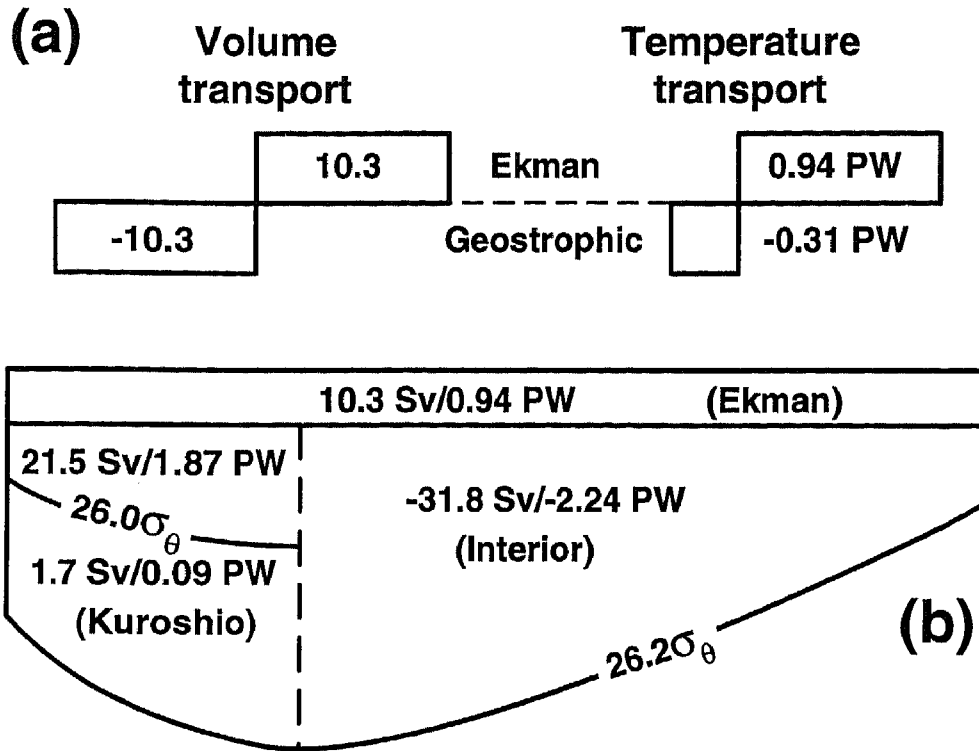 (a)
Volume
transport
Temperature
transport
10.3
Ekman
0.94 PW
-10.3
Geostrophic
-0.31 PW
10.3 Sv/0.94 PW (Ekman)
21.5 Sv/1.87 PW
26.0σθ
-31.8 Sv/-2.24 PW
(Interior)
1.7 Sv/0.09 PW
(Kuroshio)
26.2σθ
(b)